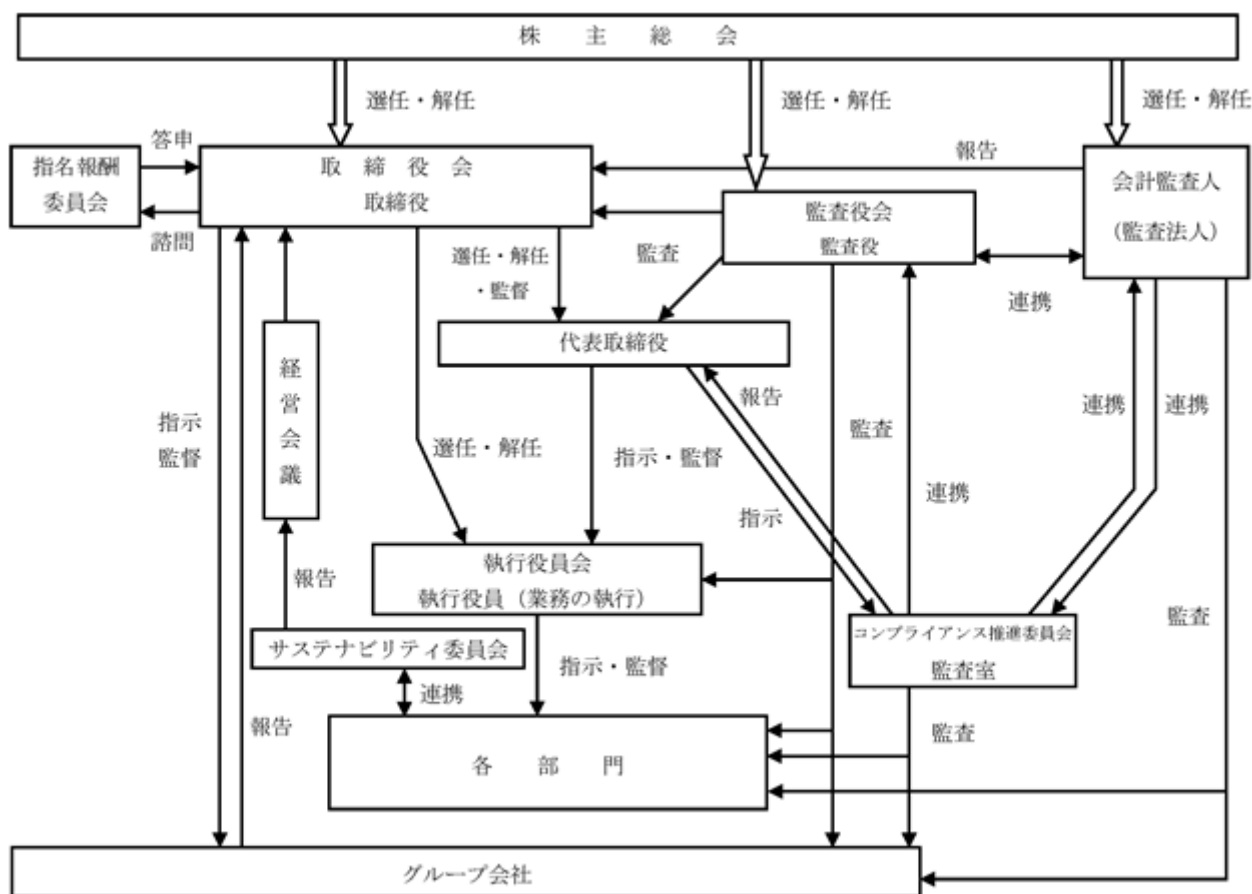 株主総会
選任・解任
選任・解任
選任・解任
答申
指名報酬
委員会
諮問
取締役会
取締役
報告
会計監査人
（監査法人）
監査役会
監査役
選任・解任
・監督
監査
連携
代表取締役
経営会議
指示
監督
報告
監査
連携
連携
選任・解任
指示・監督
連携
指示
執行役員会
執行役員（業務の執行）
報告
コンプライアンス推進委員会
監査室
監査
サステナビリティ委員会
指示・監督
連携
報告
監査
各部門
グループ会社